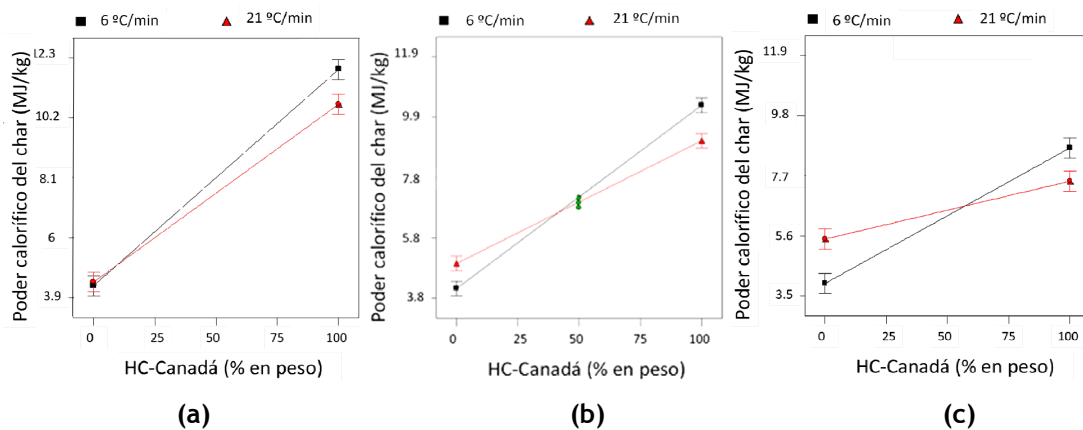 6 ºC/min 21 ºC/min
Poder calorífico del char (MJ/kg)
12.3
10.2
8.1
6
3.9
0 25 50 75 100
HC-Canadá (% en peso)
(a)
6 ºC/min 21 ºC/min
Poder calorífico del char (MJ/kg)
11.9
9.9
7.8
5.8
3.8
0 25 50 75 100
HC-Canadá (% en peso)
(b)
6 ºC/min 21 ºC/min
Poder calorífico del char (MJ/kg)
11.9
9.8
7.7
5.6
3.5
0 25 50 75 100
HC-Canadá (% en peso)
(c)